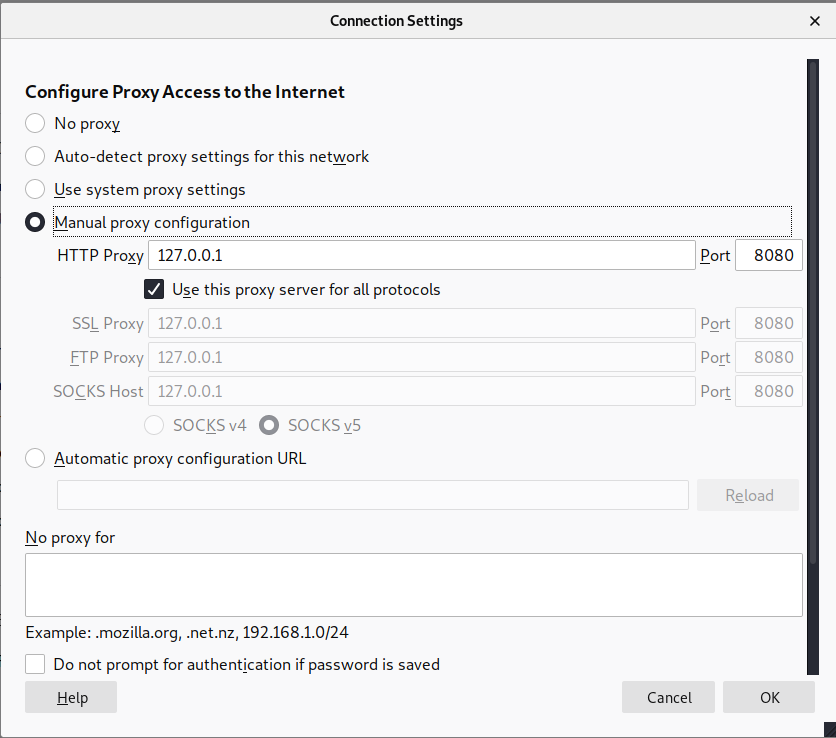 Connection Settings
Configure Proxy Access to the Internet
No proxy
Auto-detect proxy settings for this network
Use system proxy settings
Manual proxy configuration
HTTP Proxy 127.0.0.1 Port 8080
Use this proxy server for all protocols
SSL Proxy 127.0.0.1 Port 8080
FTP Proxy 127.0.0.1 Port 8080
SOCKS Host 127.0.0.1 Port 8080
SOCKS v4 SOCKS v5
Automatic proxy configuration URL
Reload
No proxy for
Example: .mozilla.org, .net.nz, 192.168.1.0/24
Do not prompt for authentication if password is saved
Help Cancel OK